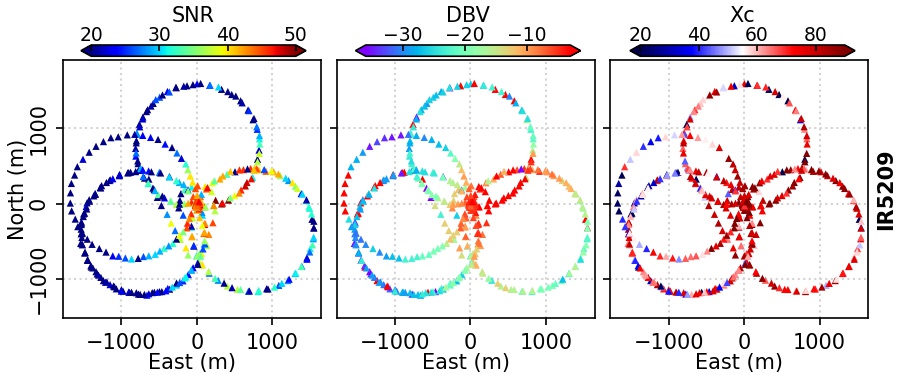 SNR DBV Xc
20 30 40 50 −30 −20 −10 20 40 60 80
North (m)
1000
0
−1000
IR5209
−1000 0 1000 −1000 0 1000 −1000 0 1000
East (m) East (m) East (m)